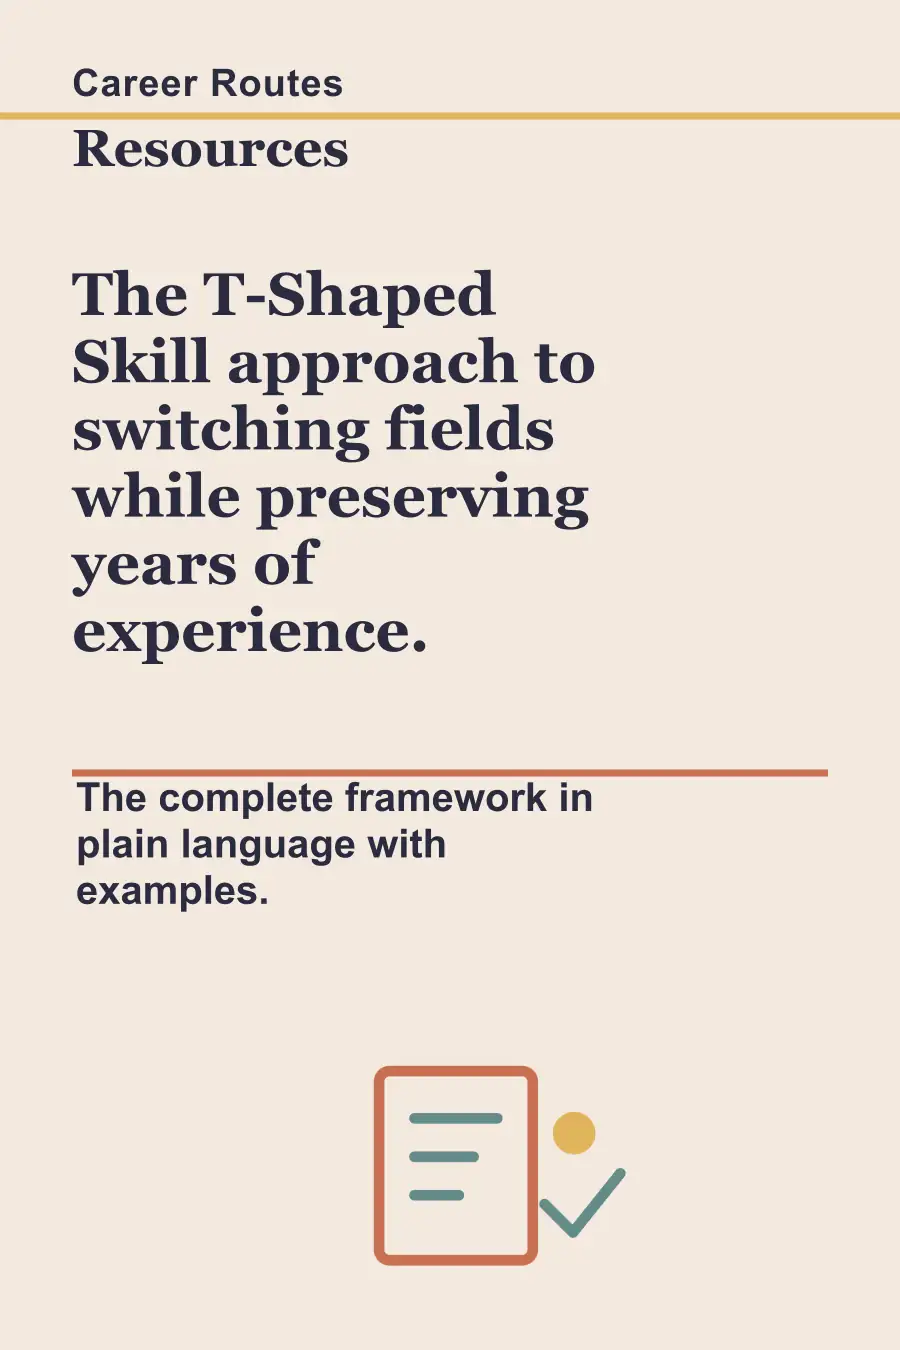 Career Routes
Resources
The T-Shaped
Skill approach to
switching fields
while preserving
years of
experience.
The complete framework in
plain language with
examples.